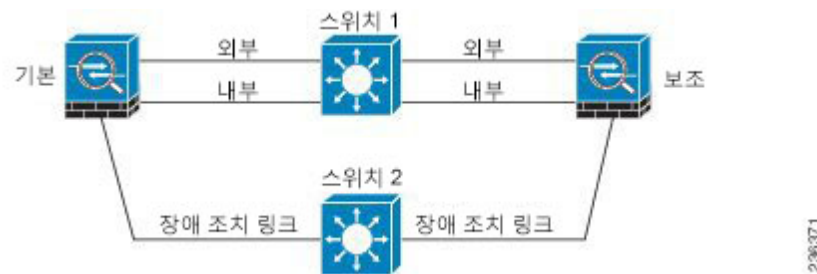 스위치 1
외부
외부
기본
내부
내부
보조
스위치 2
장애 조치 링크
장애 조치 링크
236371